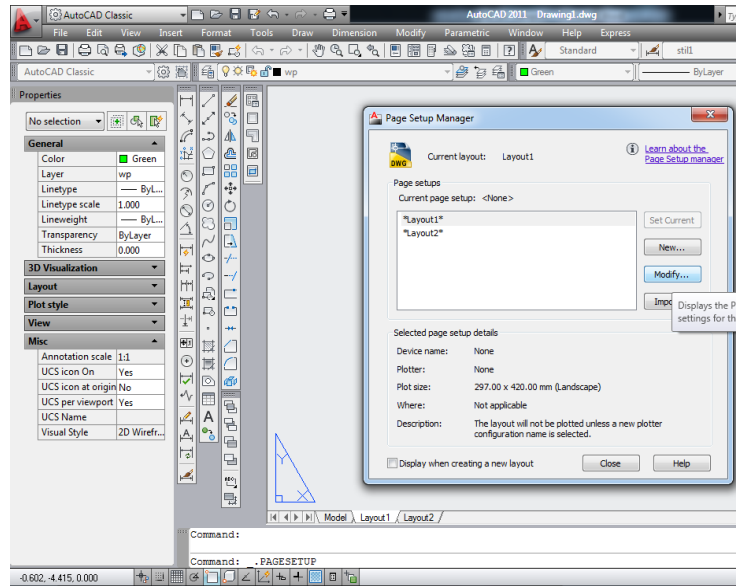 AutoCAD Classic
AutoCAD 2011 Drawing1.dwg
File Edit View Insert Format Tools Draw Dimension Modify Parametric Window Help Express
Standard
stil1
AutoCAD Classic
wp
Green
ByLayer
Properties
No selection
General
Color Green
Layer wp
Linetype ByL...
Linetype scale 1.000
Lineweight ByL...
Transparency ByLayer
Thickness 0.000
3D Visualization
Layout
Plot style
View
Misc
Annotation scale 1:1
UCS icon On Yes
UCS icon at origin No
UCS per viewport Yes
UCS Name
Visual Style 2D Wirefr...
Page Setup Manager
DWG
Current layout: Layout1
Learn about the
Page Setup manager
Page setups
Current page setup: <None>
*Layout1*
*Layout2*
Set Current
New...
Modify...
Impo
Displays the P
settings for th
Selected page setup details
Device name: None
Plotter: None
Plot size: 297.00 x 420.00 mm (Landscape)
Where: Not applicable
Description: The layout will not be plotted unless a new plotter
configuration name is selected.
Display when creating a new layout
Close
Help
Y
X
Model Layout1 Layout2
Command:
Command: _.PAGESETUP
-0.602, -4.415, 0.000